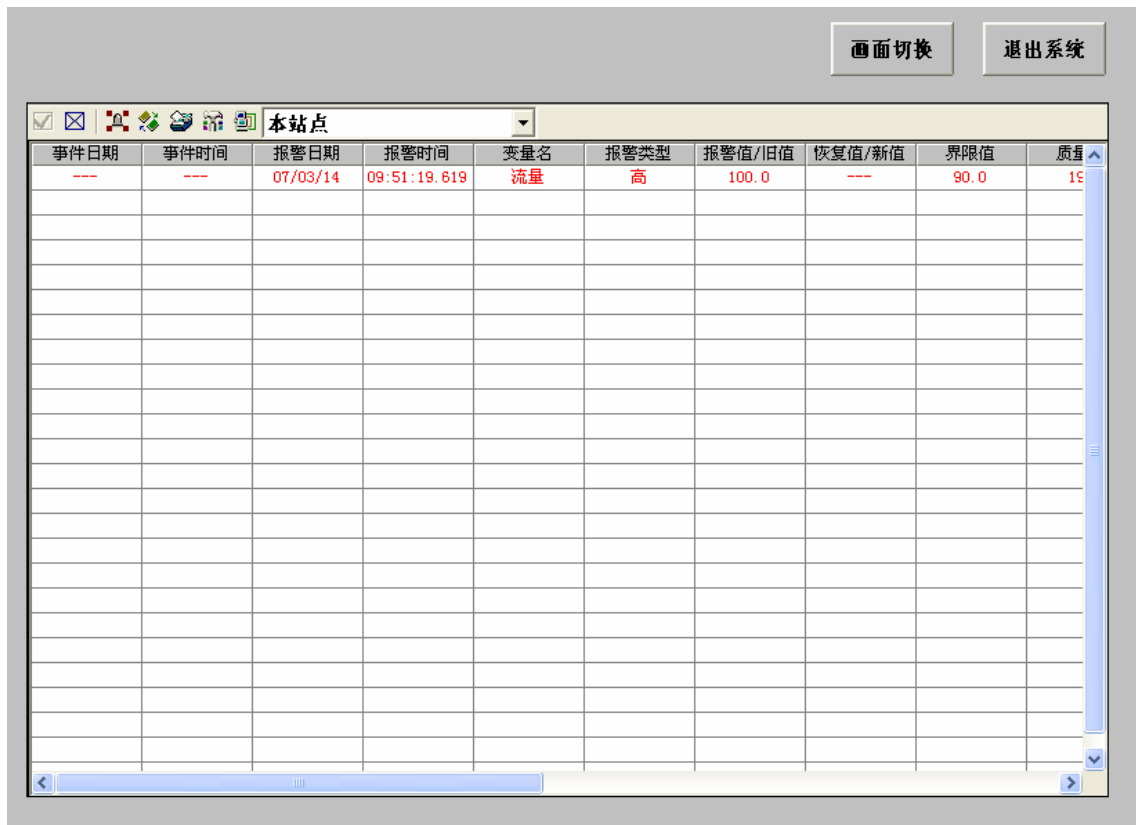 画面切换 退出系统
本站点
事件日期 事件时间 报警日期 报警时间 变量名 报警类型 报警值/旧值 恢复值/新值 界限值 质量
--- --- 07/03/14 09:51:19.619 流量 高 100.0 --- 90.0 19